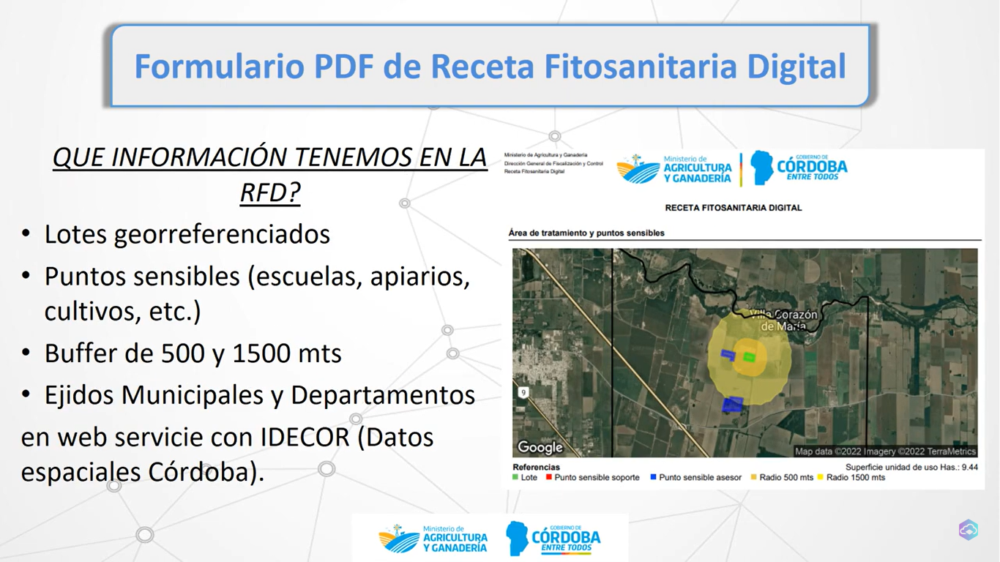 Formulario PDF de Receta Fitosanitaria Digital
QUE INFORMACIÓN TENEMOS EN LA
RFD?
• Lotes georreferenciados
• Puntos sensibles (escuelas, apiarios,
cultivos, etc.)
• Buffer de 500 y 1500 mts
• Ejidos Municipales y Departamentos
en web servicie con IDECOR (Datos
espaciales Córdoba).
Ministerio de Agricultura y Ganadería
Dirección General de Fiscalización y Control
Receta Fitosanitaria Digital
Ministerio de
AGRICULTURA
Y GANADERÍA
GOBIERNO DE
CÓRDOBA
ENTRE TODOS
RECETA FITOSANITARIA DIGITAL
Área de tratamiento y puntos sensibles
Villa Corazón
de María
9
Google
Map data ©2022 Imagery ©2022 TerraMetrics
Referencias
Superficie unidad de uso Has.: 9.44
Lote Punto sensible soporte Punto sensible asesor Radio 500 mts Radio 1500 mts
Ministerio de
AGRICULTURA
Y GANADERÍA
GOBIERNO DE
CÓRDOBA
ENTRE TODOS